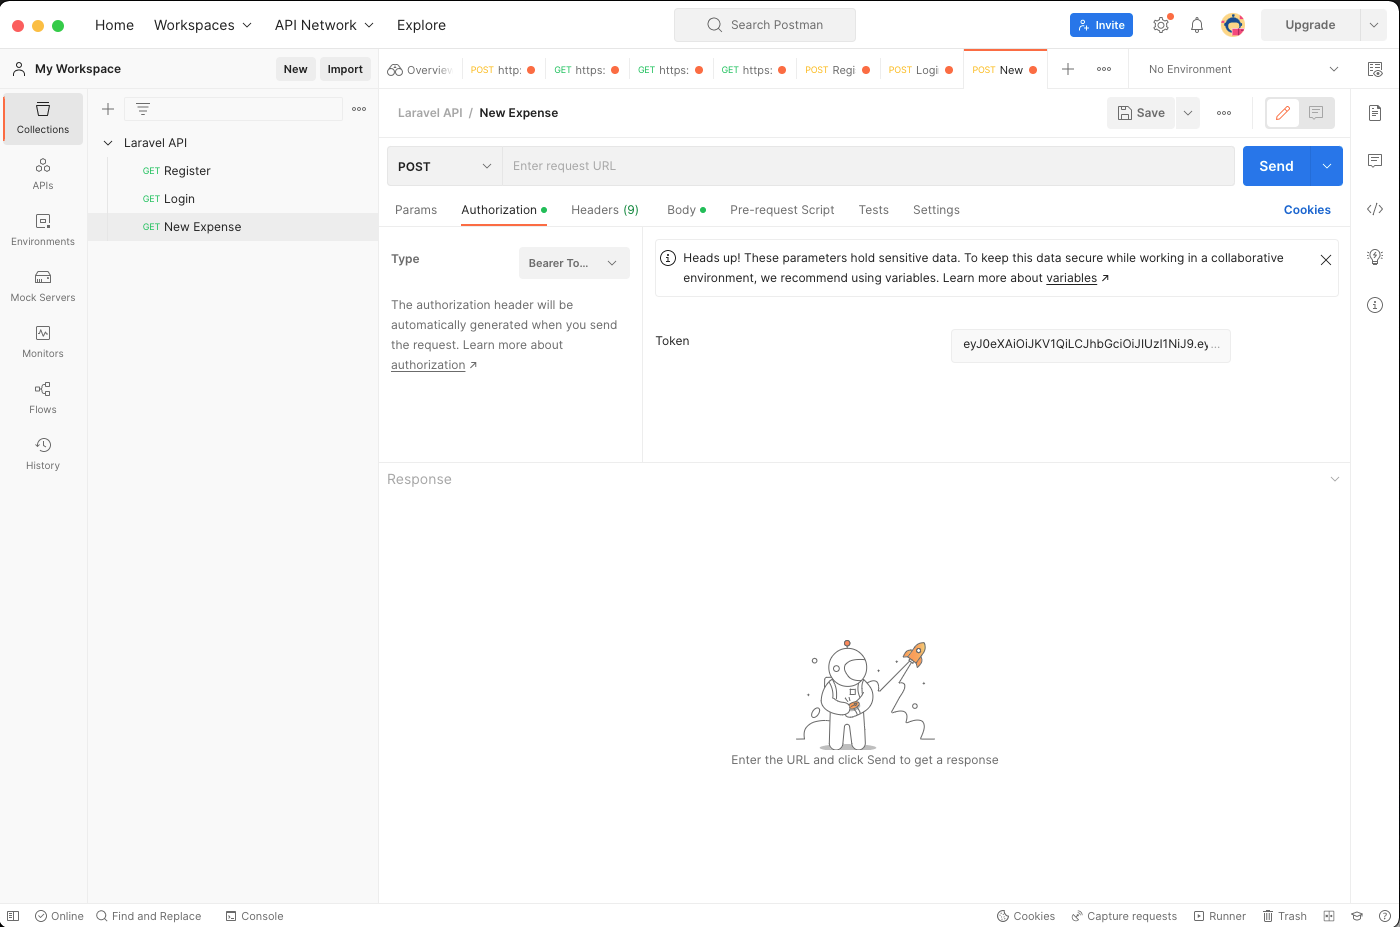 Home Workspaces API Network Explore Search Postman Invite Upgrade
My Workspace New Import Overview POST http: GET https: GET https: GET https: POST Regi POST Logi POST New No Environment
Collections
APIs
Environments
Mock Servers
Monitors
Flows
History
Laravel API
GET Register
GET Login
GET New Expense
Laravel API / New Expense Save
POST Enter request URL Send
Params Authorization Headers (9) Body Pre-request Script Tests Settings Cookies
Type Bearer To...
The authorization header will be
automatically generated when you send
the request. Learn more about
authorization ↗
Heads up! These parameters hold sensitive data. To keep this data secure while working in a collaborative
environment, we recommend using variables. Learn more about variables ↗
Token eyJ0eXAiOiJKV1QiLCJhbGciOiJIUzI1NiJ9.ey...
Response
Enter the URL and click Send to get a response
Online Find and Replace Console Cookies Capture requests Runner Trash